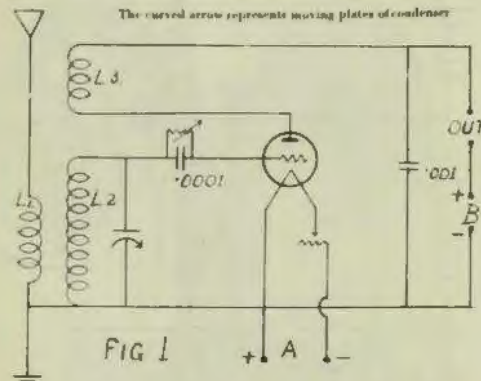 The curved arrow represents moving plates of condenser
L3
OUT
.0001
.001
L1
L2
+
B
-
FIG 1
+ A -